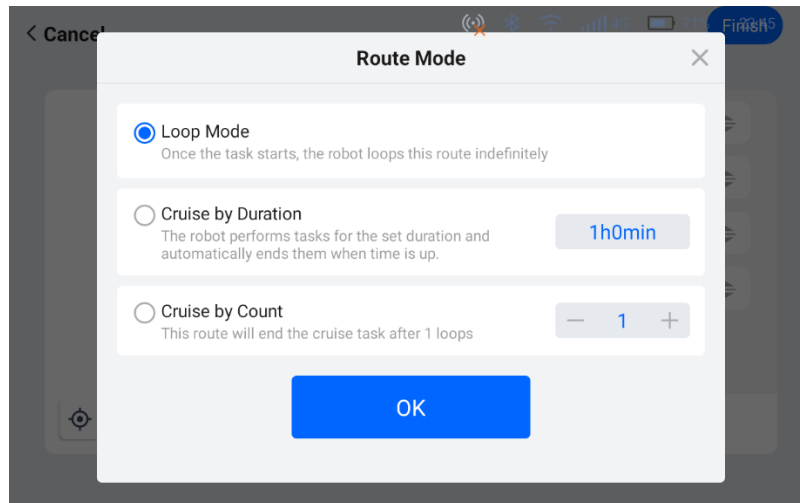 < Cancel
4G
Finish
Route Mode
Loop Mode
Once the task starts, the robot loops this route indefinitely
Cruise by Duration
The robot performs tasks for the set duration and
automatically ends them when time is up.
1h0min
Cruise by Count
This route will end the cruise task after 1 loops
— 1 +
OK